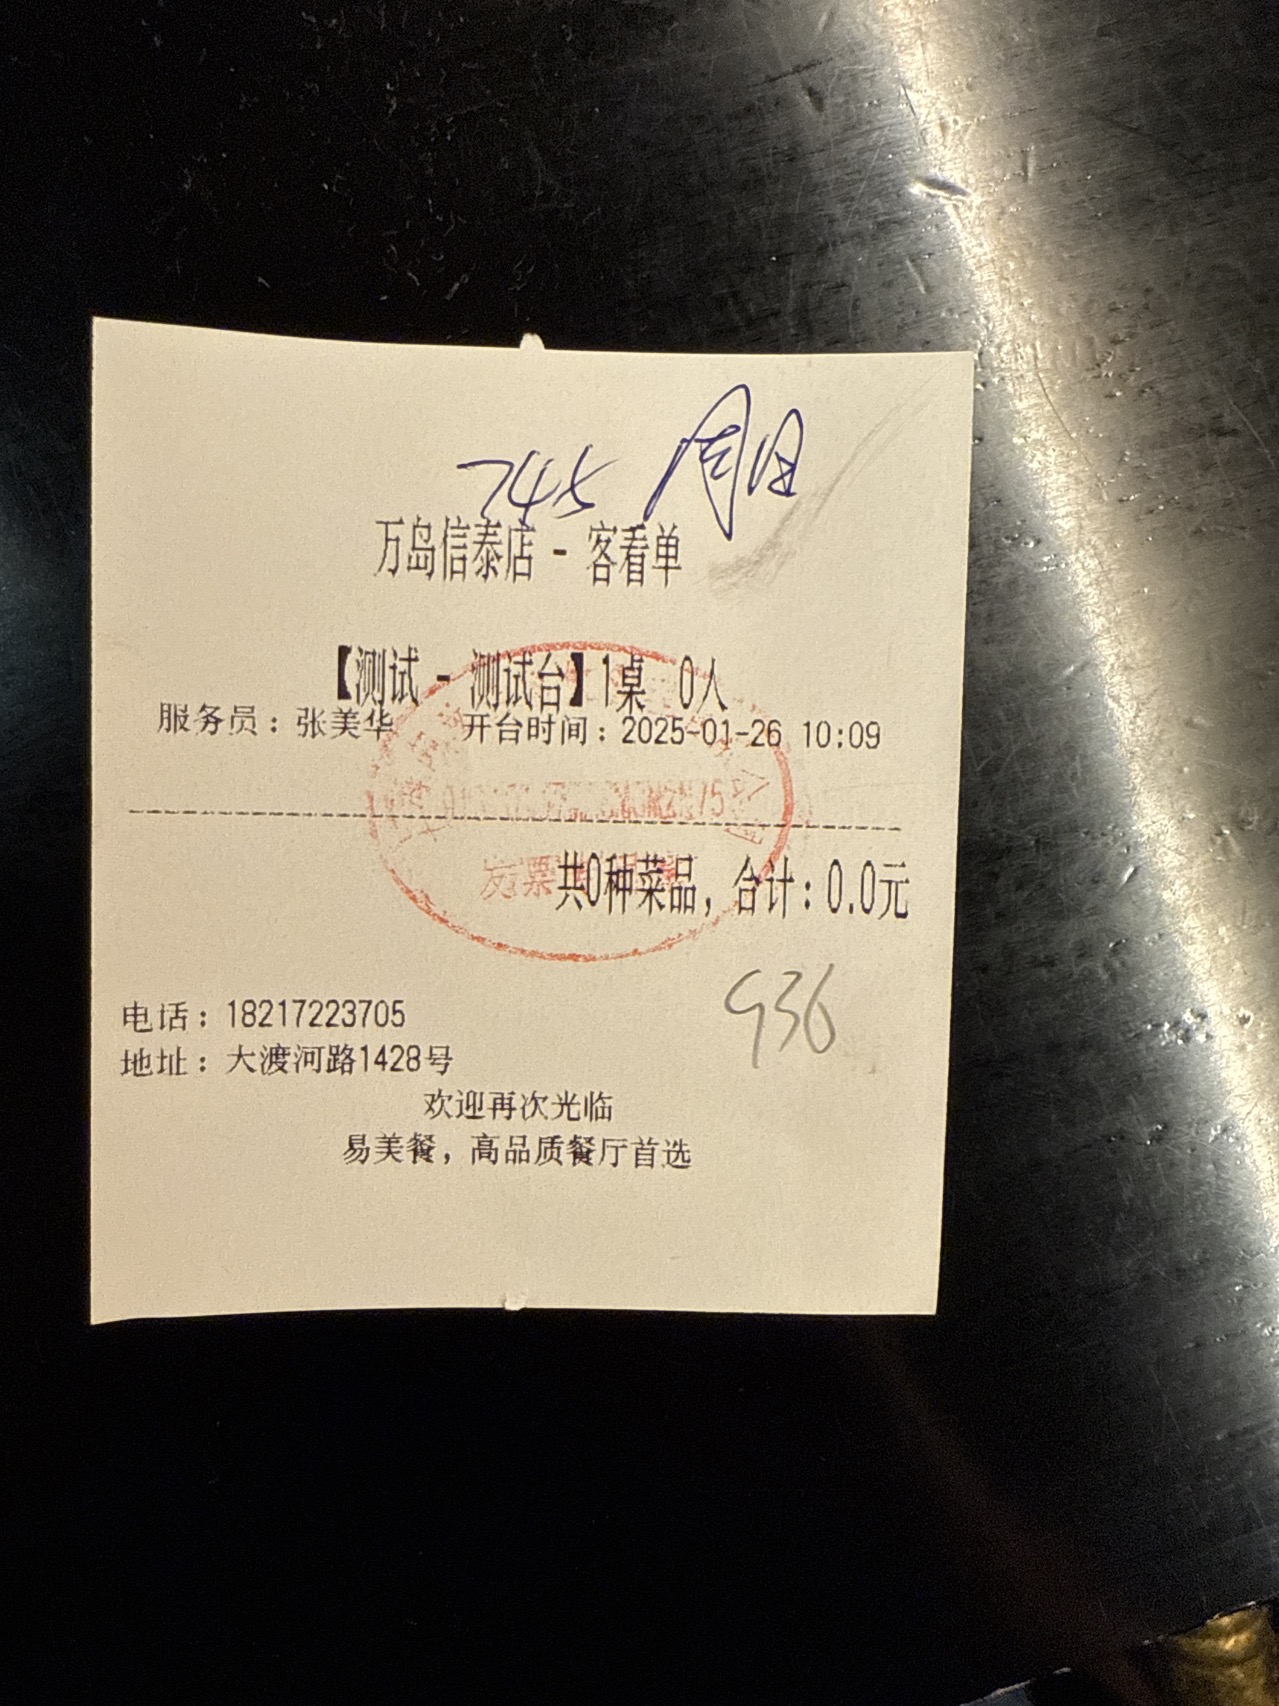 745
万岛信泰店 - 客看单
【测试 - 测试台】1桌 0人
服务员：张美华 开台时间：2025-01-26 10:09
共0种菜品，合计：0.0元
936
电话：18217223705
地址：大渡河路1428号
欢迎再次光临
易美餐，高品质餐厅首选